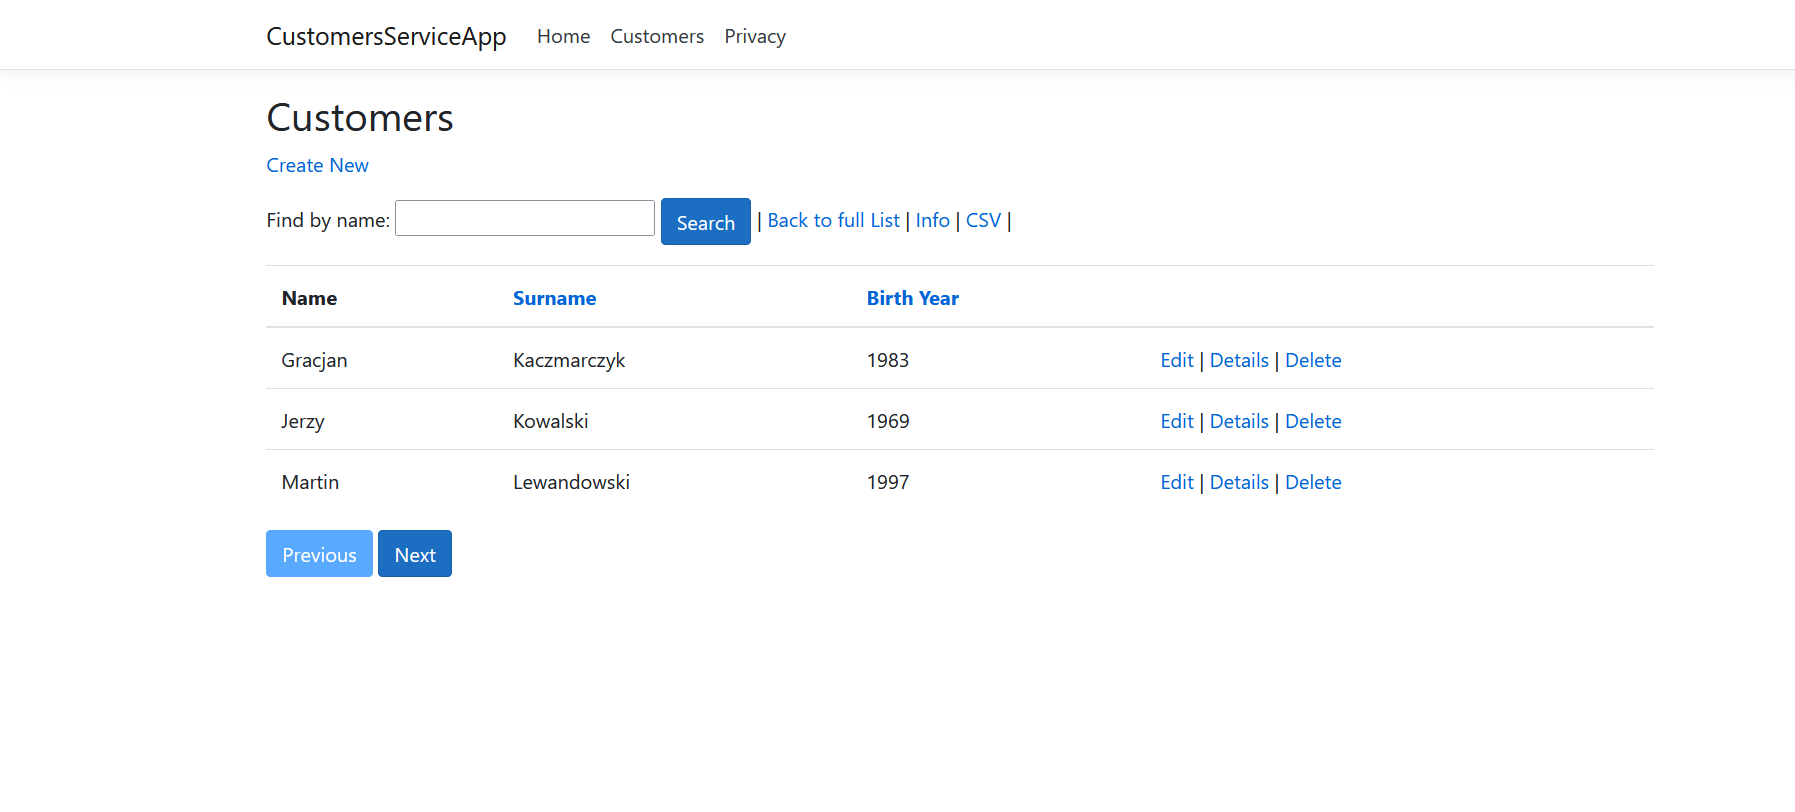 CustomersServiceApp Home Customers Privacy
Customers
Create New
Find by name: Search | Back to full List | Info | CSV |
Name Surname Birth Year
Gracjan Kaczmarczyk 1983 Edit | Details | Delete
Jerzy Kowalski 1969 Edit | Details | Delete
Martin Lewandowski 1997 Edit | Details | Delete
Previous Next